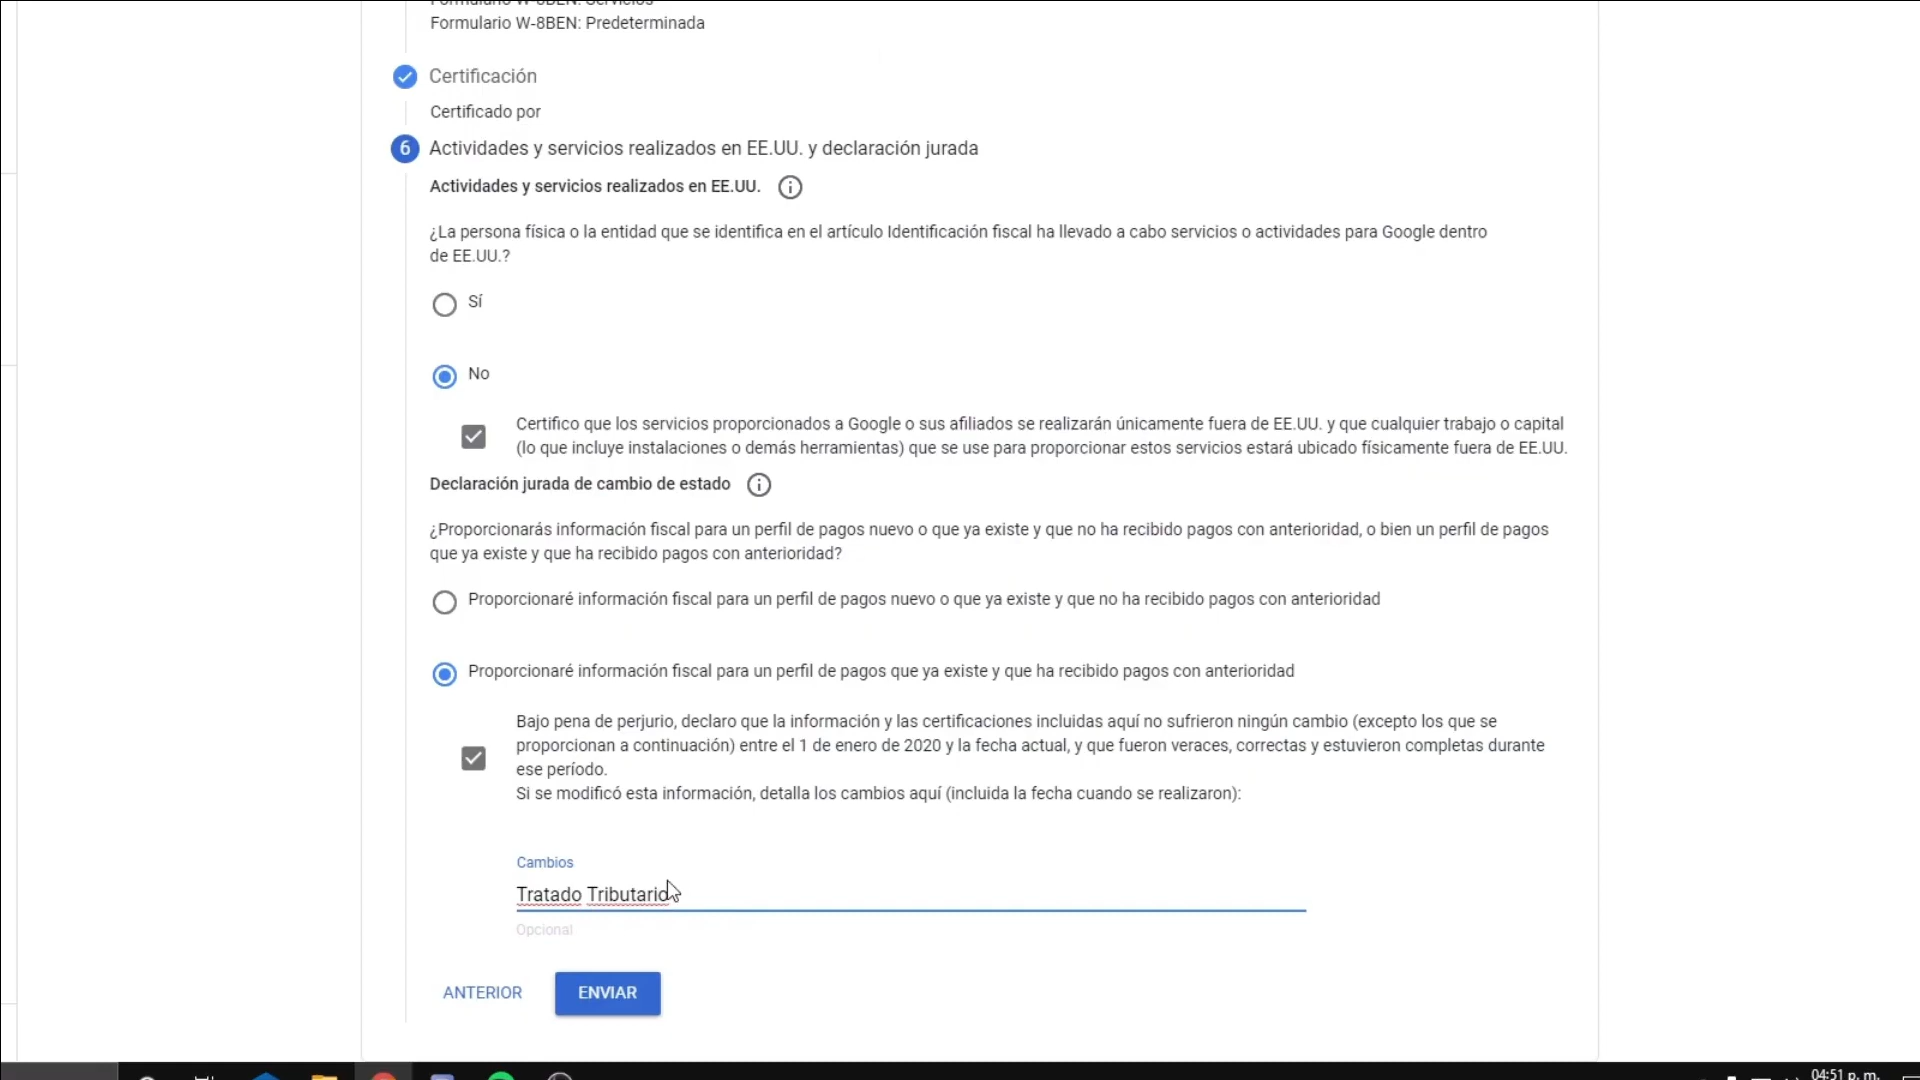 Formulario W-8BEN: Servicios
Formulario W-8BEN: Predeterminada
Certificación
Certificado por
6 Actividades y servicios realizados en EE.UU. y declaración jurada
Actividades y servicios realizados en EE.UU.
¿La persona física o la entidad que se identifica en el artículo Identificación fiscal ha llevado a cabo servicios o actividades para Google dentro
de EE.UU.?
Sí
No
Certifico que los servicios proporcionados a Google o sus afiliados se realizarán únicamente fuera de EE.UU. y que cualquier trabajo o capital
(lo que incluye instalaciones o demás herramientas) que se use para proporcionar estos servicios estará ubicado físicamente fuera de EE.UU.
Declaración jurada de cambio de estado
¿Proporcionarás información fiscal para un perfil de pagos nuevo o que ya existe y que no ha recibido pagos con anterioridad, o bien un perfil de pagos
que ya existe y que ha recibido pagos con anterioridad?
Proporcionaré información fiscal para un perfil de pagos nuevo o que ya existe y que no ha recibido pagos con anterioridad
Proporcionaré información fiscal para un perfil de pagos que ya existe y que ha recibido pagos con anterioridad
Bajo pena de perjurio, declaro que la información y las certificaciones incluidas aquí no sufrieron ningún cambio (excepto los que se
proporcionan a continuación) entre el 1 de enero de 2020 y la fecha actual, y que fueron veraces, correctas y estuvieron completas durante
ese período.
Si se modificó esta información, detalla los cambios aquí (incluida la fecha cuando se realizaron):
Cambios
Tratado Tributario
Opcional
ANTERIOR ENVIAR
04:51 p. m.